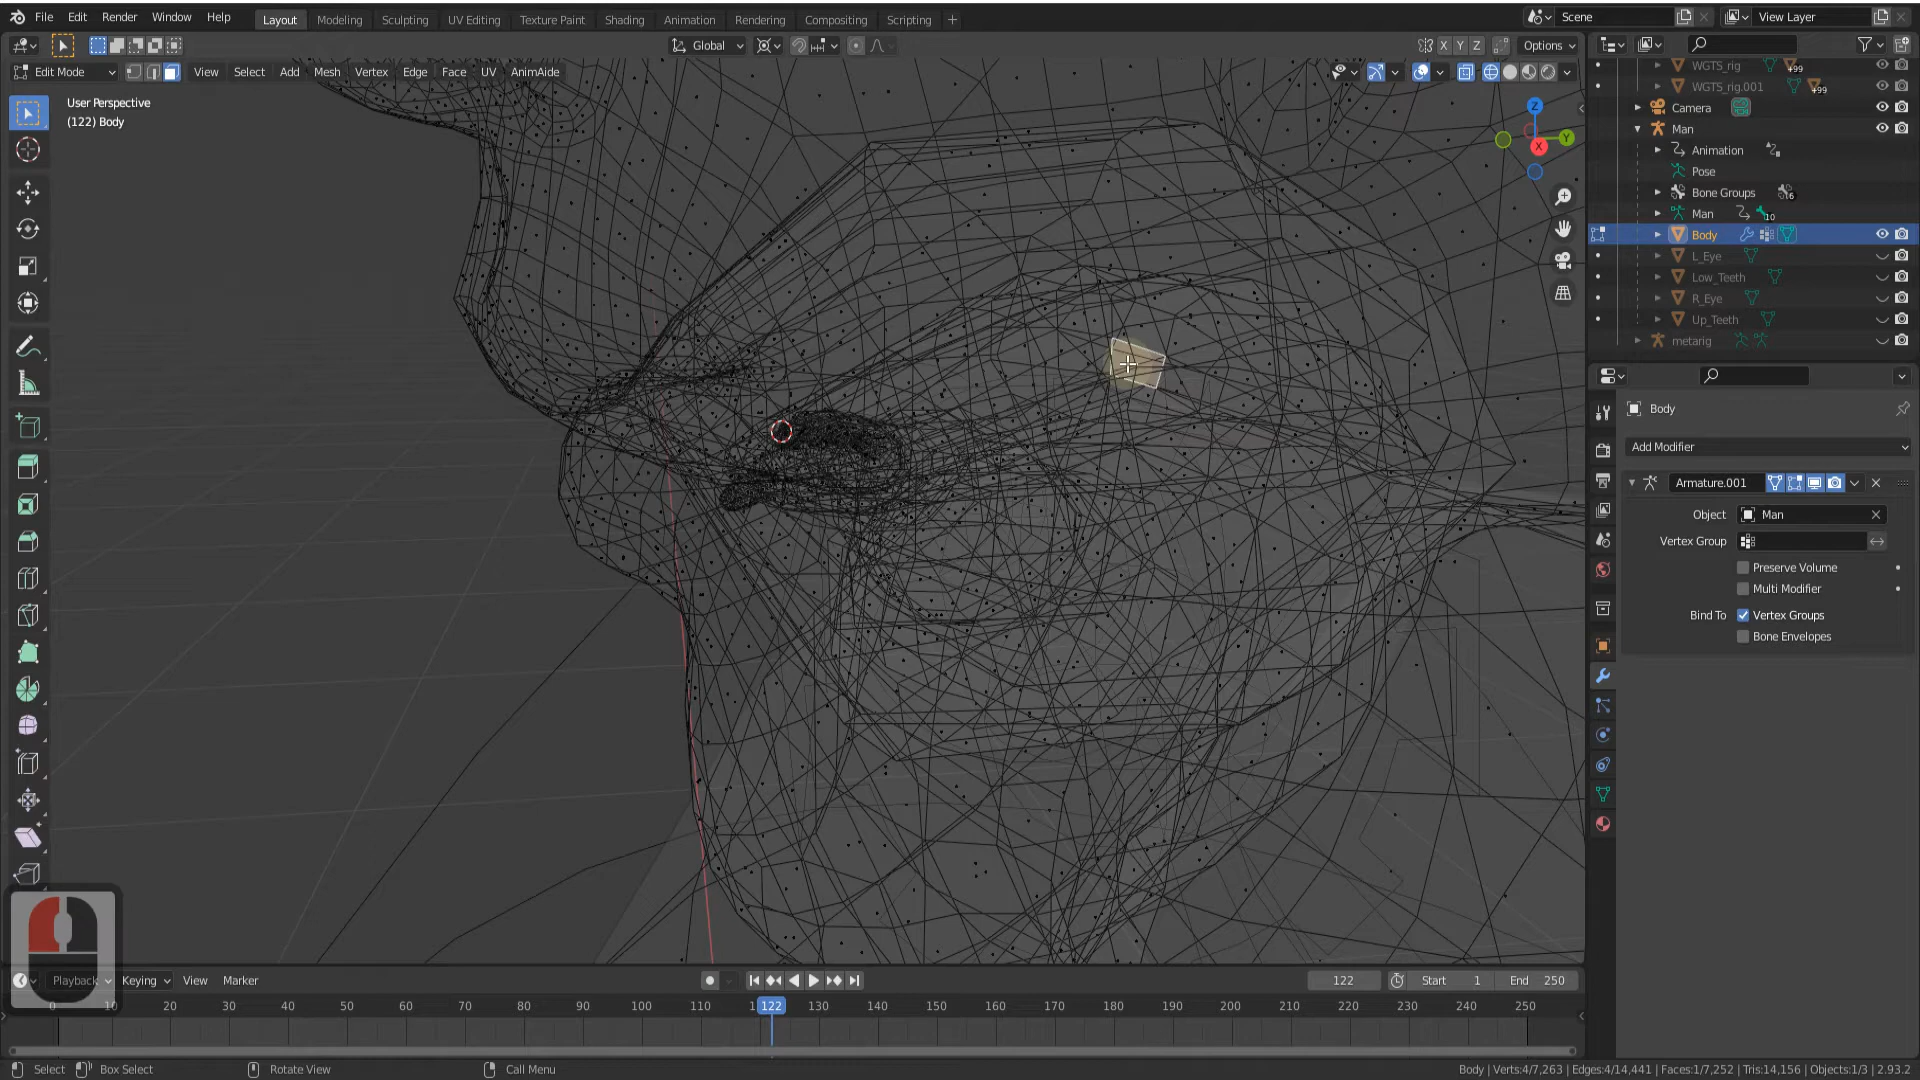 File Edit Render Window Help Layout Modeling Sculpting UV Editing Texture Paint Shading Animation Rendering Compositing Scripting + Scene View Layer
Global X Y Z Options
Edit Mode View Select Add Mesh Vertex Edge Face UV AnimAide
User Perspective
(122) Body
Z
Y
X
WGTS_rig +99
WGTS_rig.001 +99
Camera
Man
Animation
Pose
Bone Groups 16
Man 10
Body
L_Eye
Low_Teeth
R_Eye
Up_Teeth
metarig
Body
Add Modifier
Armature.001
Object Man
Vertex Group
Preserve Volume
Multi Modifier
Bind To Vertex Groups
Bone Envelopes
Playback Keying View Marker 122 Start 1 End 250
0 10 20 30 40 50 60 70 80 90 100 110 1 122 130 140 150 160 170 180 190 200 210 220 230 240 250
Select Box Select Rotate View Call Menu Body | Verts:4/7,263 | Edges:4/14,441 | Faces:1/7,252 | Tris:14,156 | Objects:1/3 | 2.93.2